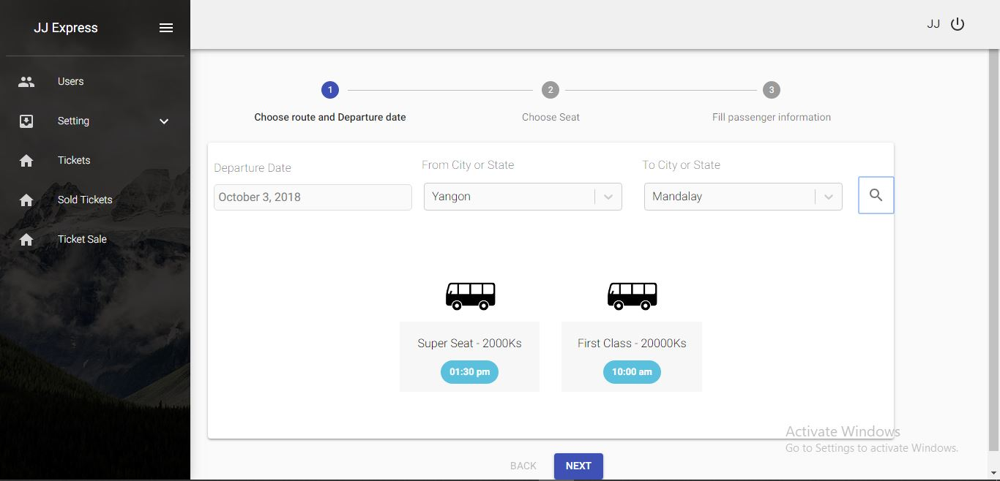 JJ Express
JJ
Users
Setting
Tickets
Sold Tickets
Ticket Sale
1
2
3
Choose route and Departure date
Choose Seat
Fill passenger information
Departure Date
From City or State
To City or State
October 3, 2018
Yangon
Mandalay
Super Seat - 2000Ks
01:30 pm
First Class - 20000Ks
10:00 am
Activate Windows
Go to Settings to activate Windows.
BACK
NEXT